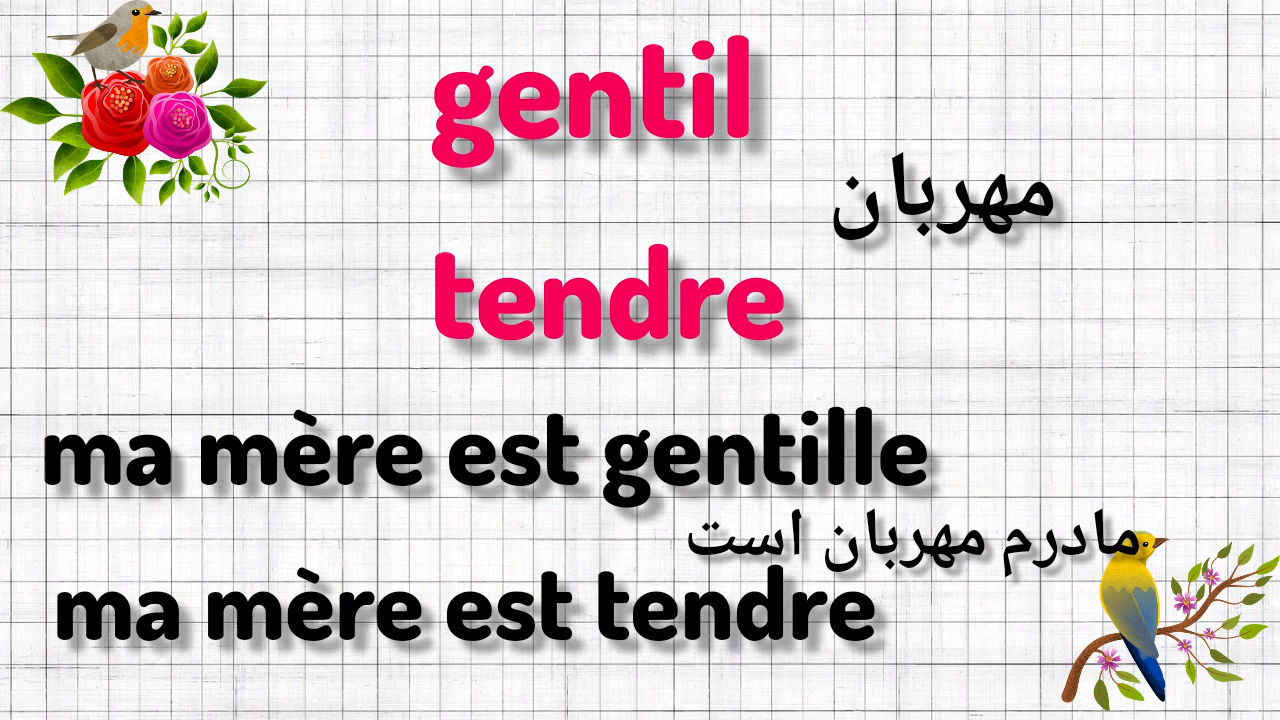 gentil
مهربان
tendre
ma mère est gentille
مادرم مهربان است
ma mère est tendre